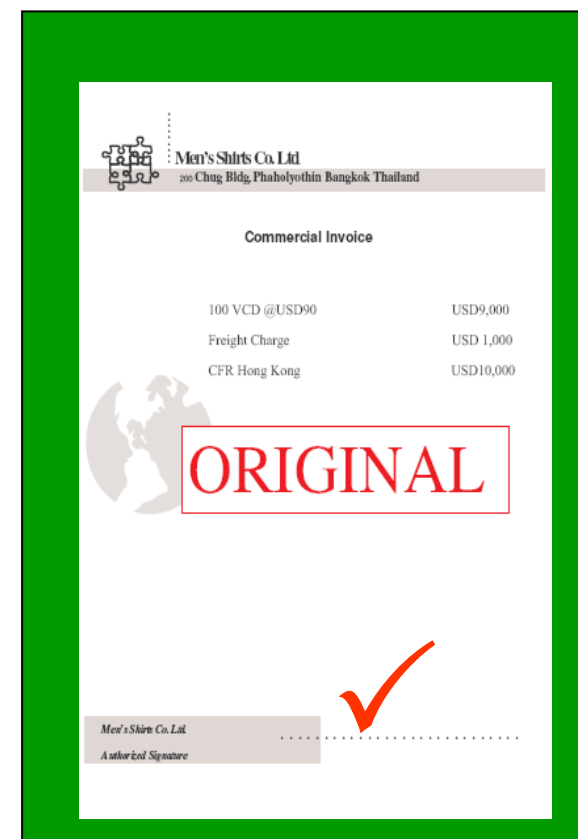 Men's Shirts Co. Ltd
200 Chug Bldg, Phaholyothin Bangkok Thailand
Commercial Invoice
100 VCD @USD90 USD9,000
Freight Charge USD 1,000
CFR Hong Kong USD10,000
ORIGINAL
Men's Shirts Co. Ltd.
Authorized Signature